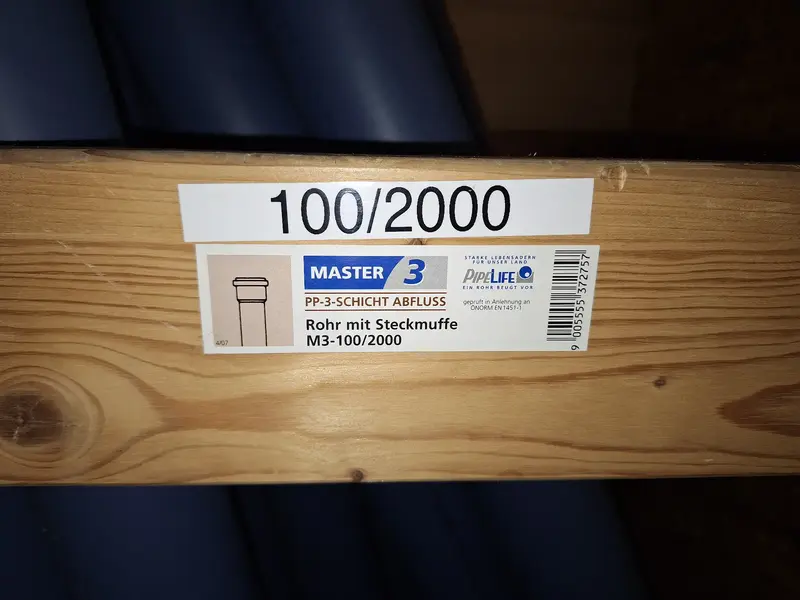 100/2000
MASTER 3
PP-3-SCHICHT ABFLUSS
Rohr mit Steckmuffe
M3-100/2000
4/07
STARKE LEBENSADERN
FÜR UNSER LAND
PIPELIFE
EIN ROHR BEUGT VOR
geprüft in Anlehnung an
ÖNORM EN 1451-1
9 005555 372757